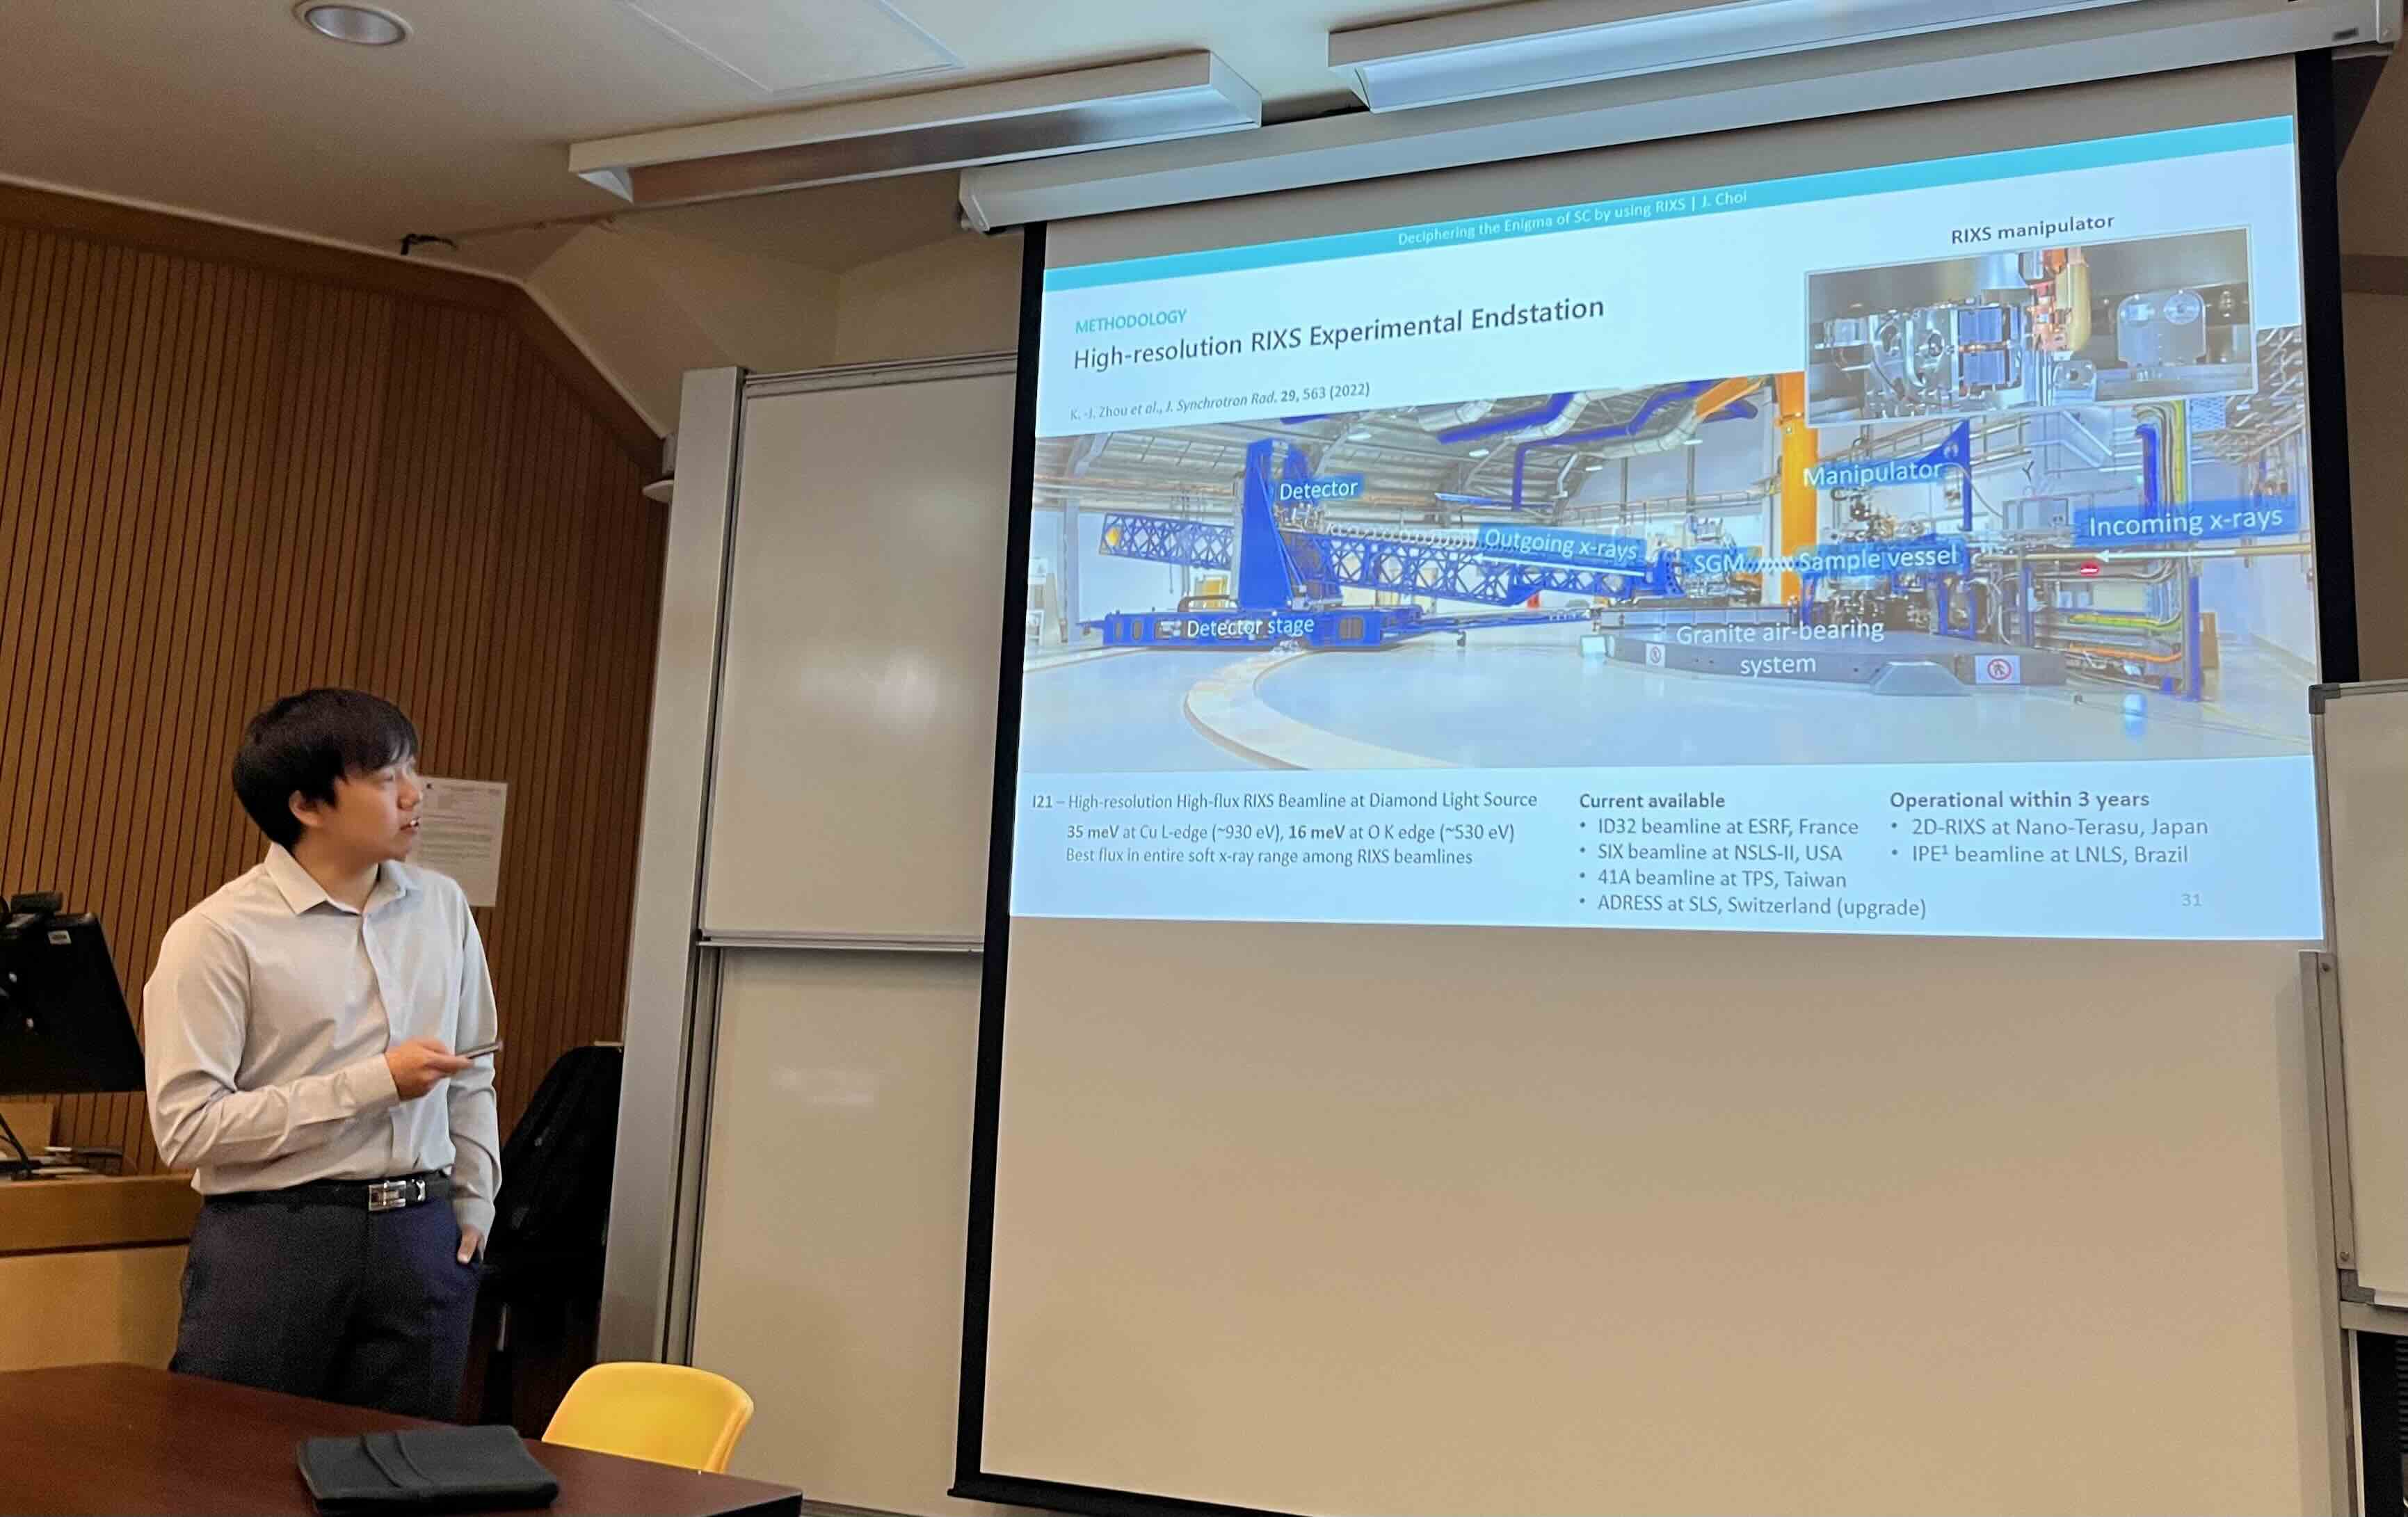 Deciphering the Enigma of SC by using RIXS | J. Choi
METHODOLOGY
High-resolution RIXS Experimental Endstation
K. -J. Zhou et al., J. Synchrotron Rad. 29, 563 (2022)
RIXS manipulator
Detector
Manipulator
Outgoing x-rays
Incoming x-rays
SGM
Sample vessel
Detector stage
Granite air-bearing
system
I21 – High-resolution High-flux RIXS Beamline at Diamond Light Source
35 meV at Cu L-edge (~930 eV), 16 meV at O K edge (~530 eV)
Best flux in entire soft x-ray range among RIXS beamlines
Current available
• ID32 beamline at ESRF, France
• SIX beamline at NSLS-II, USA
• 41A beamline at TPS, Taiwan
• ADRESS at SLS, Switzerland (upgrade)
Operational within 3 years
• 2D-RIXS at Nano-Terasu, Japan
• IPE¹ beamline at LNLS, Brazil
31